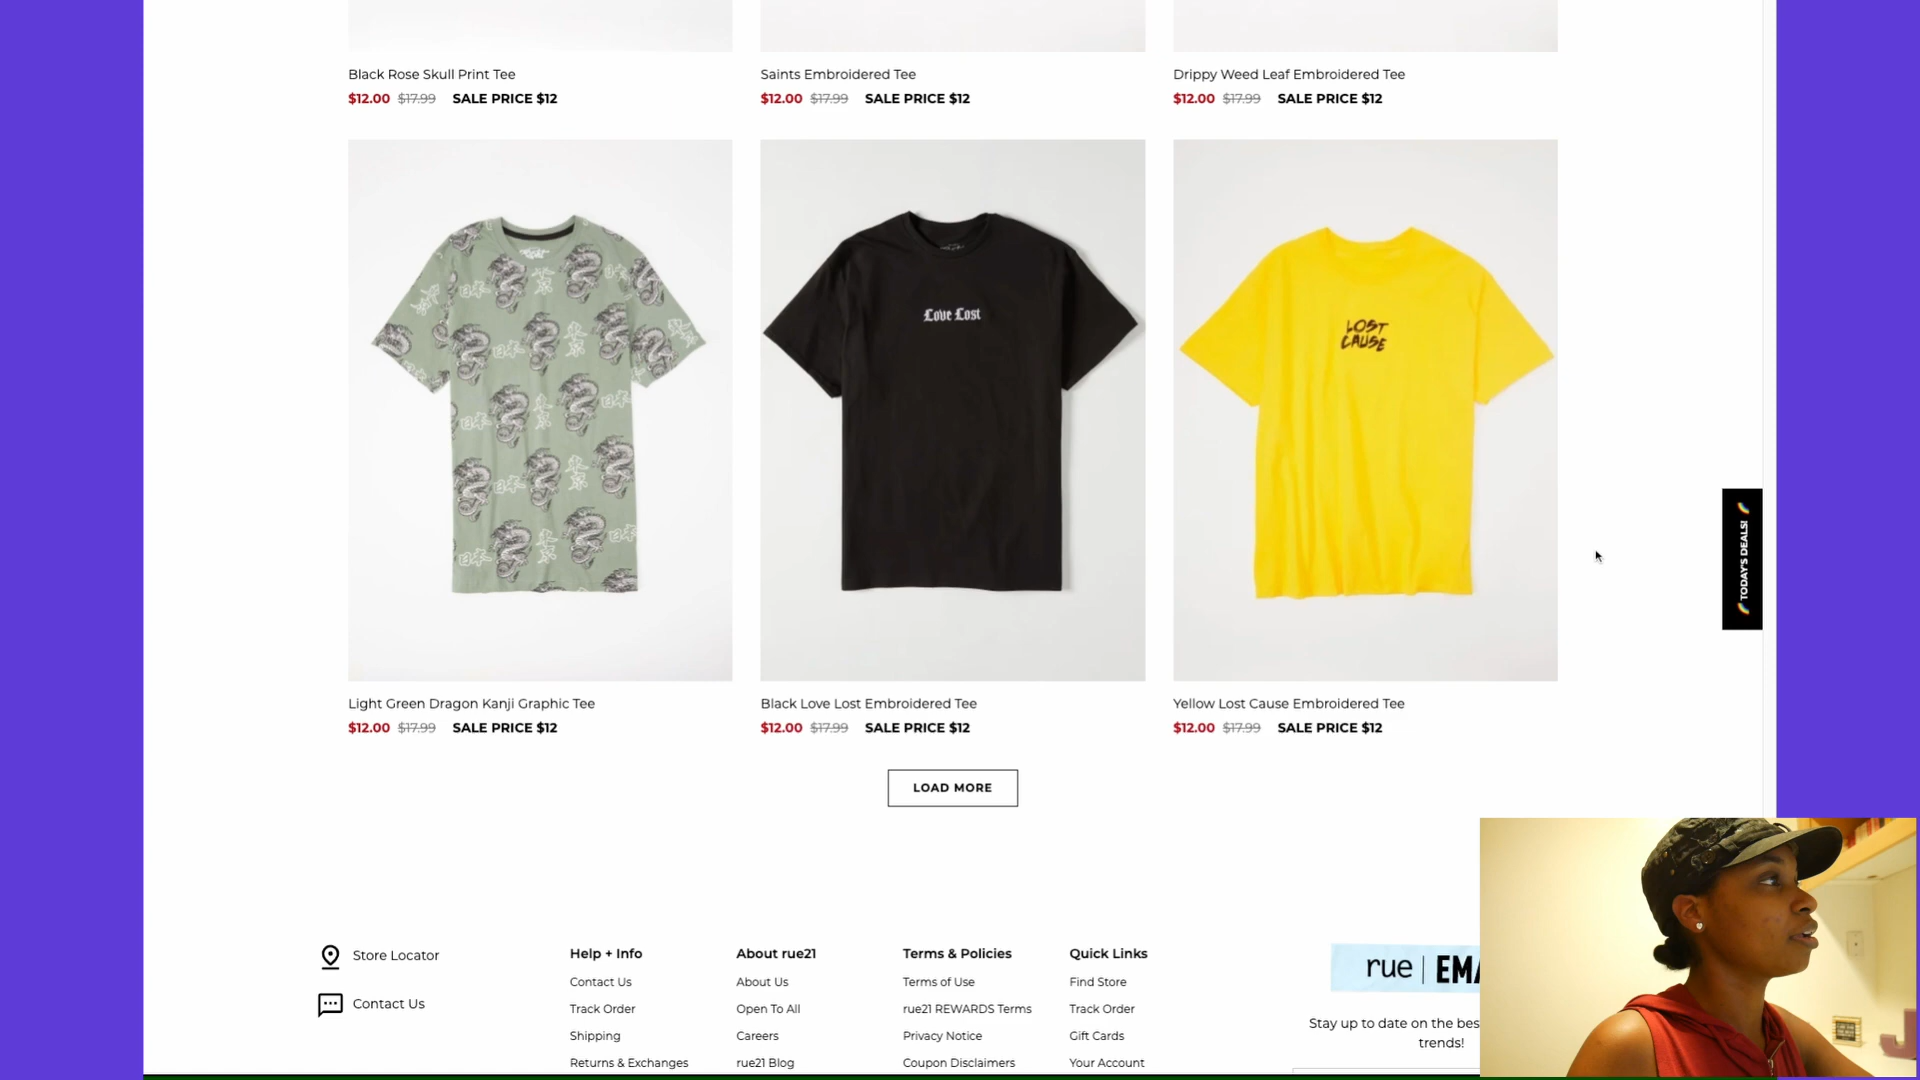 Black Rose Skull Print Tee
$12.00 $17.99 SALE PRICE $12
Saints Embroidered Tee
$12.00 $17.99 SALE PRICE $12
Drippy Weed Leaf Embroidered Tee
$12.00 $17.99 SALE PRICE $12
日本
東京
Love Lost
LOST
CAUSE
Light Green Dragon Kanji Graphic Tee
$12.00 $17.99 SALE PRICE $12
Black Love Lost Embroidered Tee
$12.00 $17.99 SALE PRICE $12
Yellow Lost Cause Embroidered Tee
$12.00 $17.99 SALE PRICE $12
TODAY'S DEALS!
LOAD MORE
Store Locator
Contact Us
Help + Info
Contact Us
Track Order
Shipping
Returns & Exchanges
About rue21
About Us
Open To All
Careers
rue21 Blog
Terms & Policies
Terms of Use
rue21 REWARDS Terms
Privacy Notice
Coupon Disclaimers
Quick Links
Find Store
Track Order
Gift Cards
Your Account
rue | EMA
Stay up to date on the bes
trends!